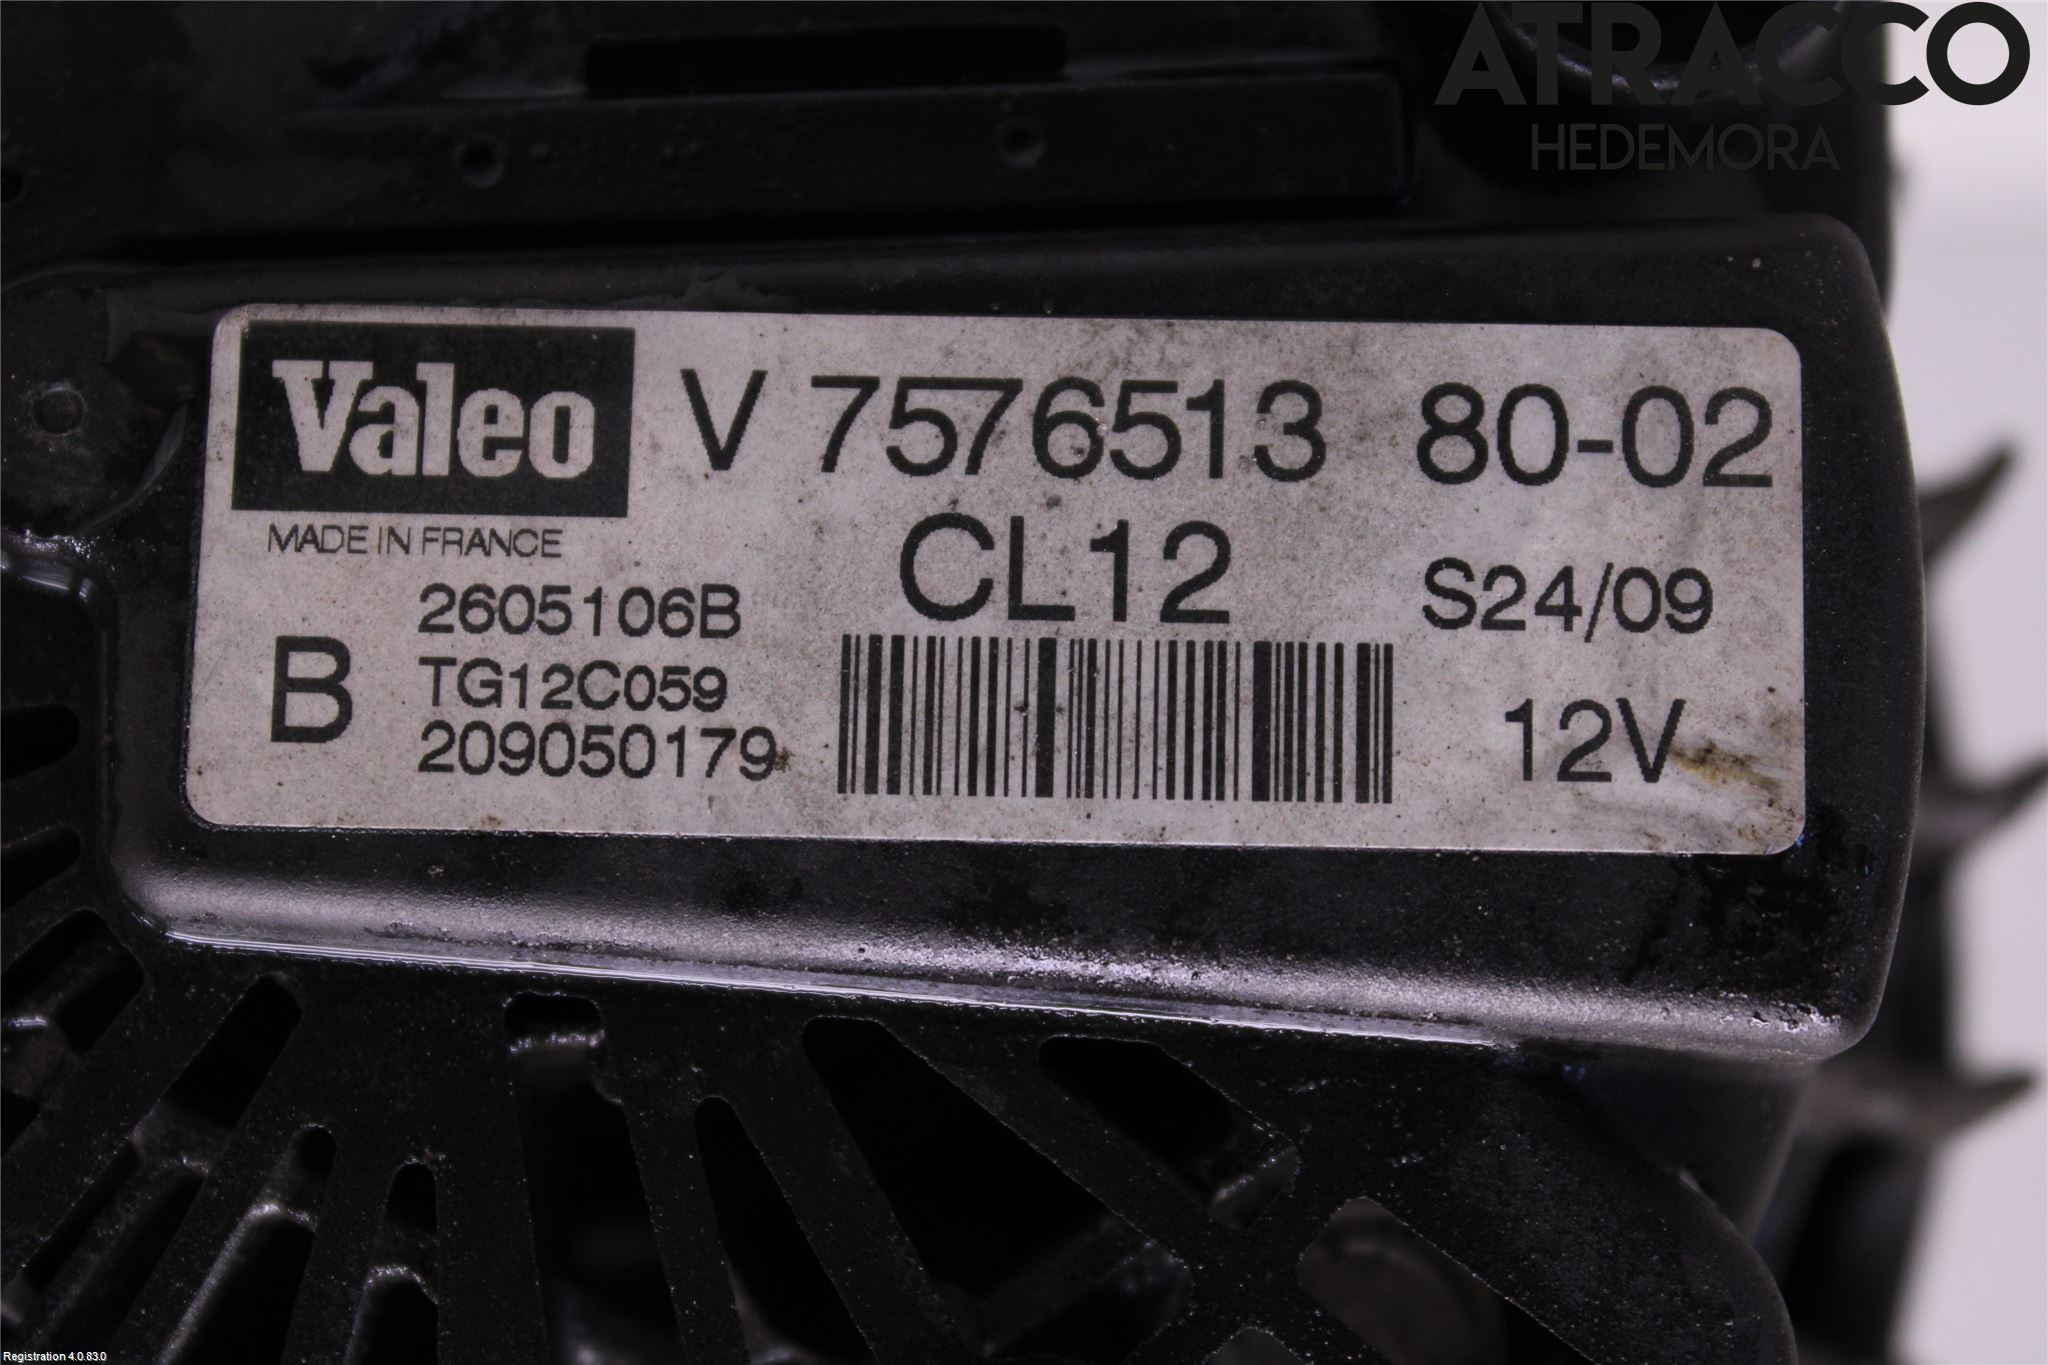 ATRACCO
HEDEMORA
Valeo V 7576513 80-02
MADE IN FRANCE
CL12
2605106B
S24/09
B
TG12C059
209050179
12V
Registration 4.0.83.0